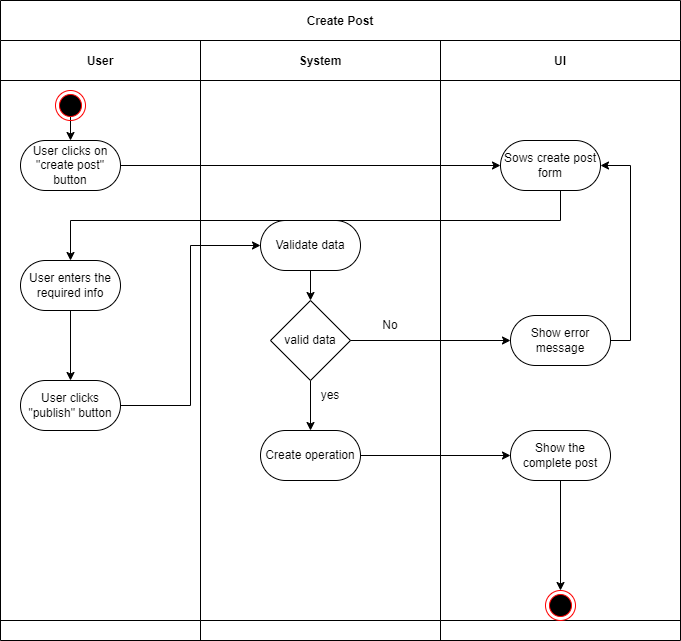 Create Post
User
System
UI
User clicks on
"create post"
button
Sows create post
form
Validate data
User enters the
required info
No
valid data
Show error
message
yes
User clicks
"publish" button
Create operation
Show the
complete post